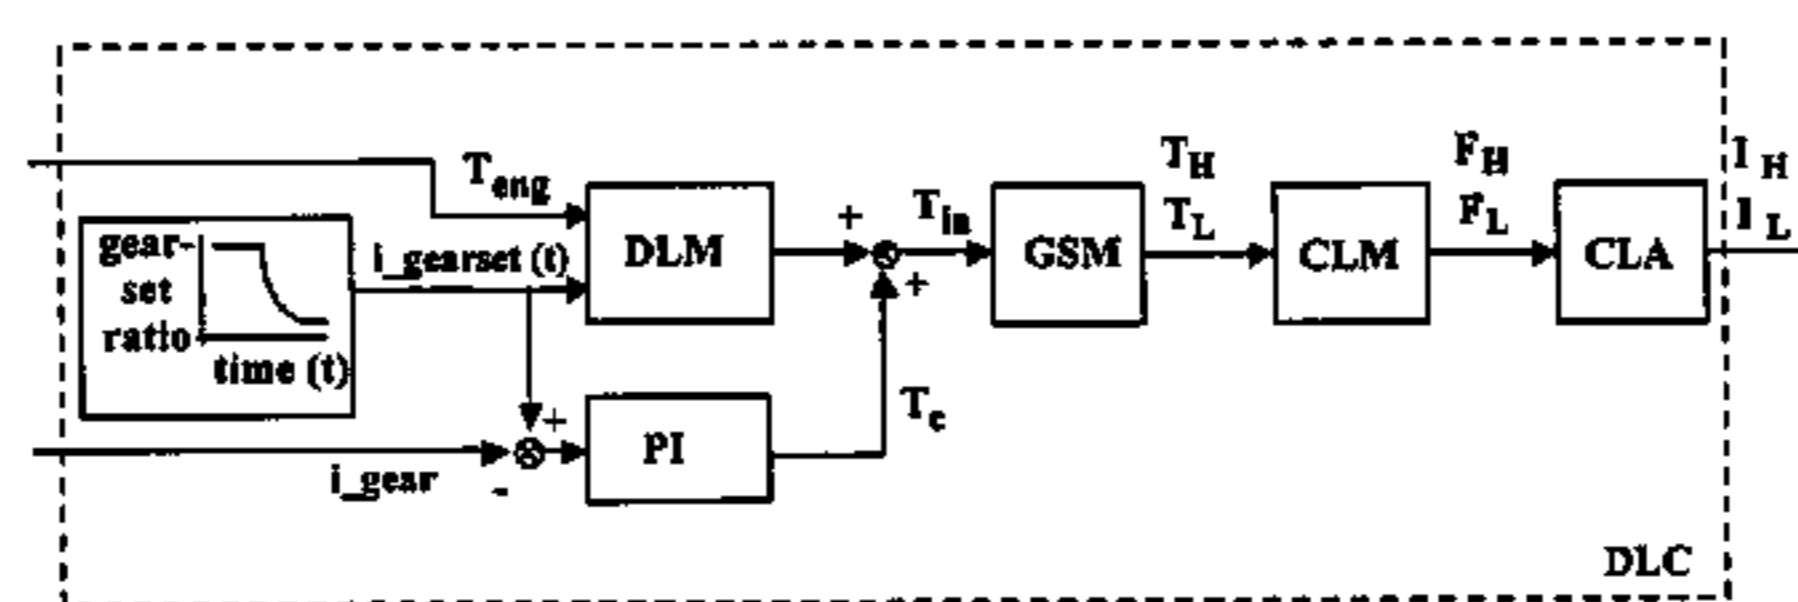 T_eng
gear-
set
ratio
time (t)
i_gearset (t)
DLM
+
+
T_in
GSM
T_H
T_L
CLM
F_H
F_L
CLA
I_H
I_L
i_gear
-
+
PI
T_c
DLC